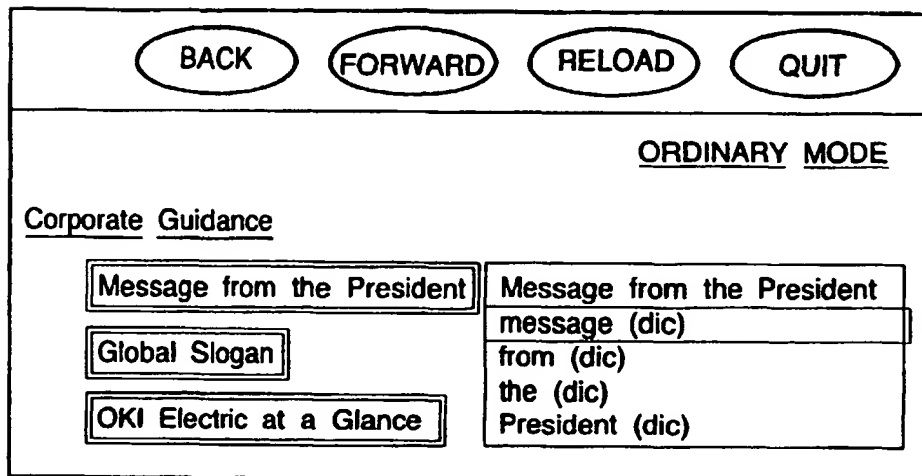 BACK FORWARD RELOAD QUIT
ORDINARY MODE
Corporate Guidance
Message from the President
Global Slogan
OKI Electric at a Glance
Message from the President
message (dic)
from (dic)
the (dic)
President (dic)